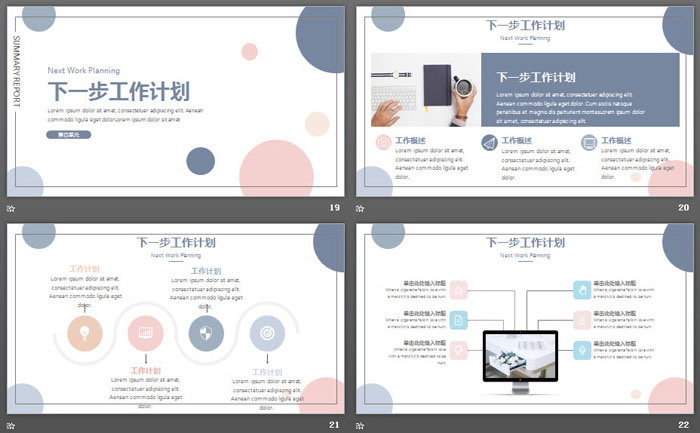 SUMMARY REPORT
Next Work Planning
下一步工作计划
Lorem ipsum dolor sit amet, consectetuer adipiscing elit. Aenean
commodo ligula eget dolor.Lorem ipsum dolor sit amet
第四单元
19
下一步工作计划
Next Work Planning
下一步工作计划
Lorem ipsum dolor sit amet, consectetuer adipiscing elit.
Aenean commodo ligula eget dolor.
Aenean massa. Cum sociis natoque
penatibus et magnis dis parturient montes.Lorem ipsum dolor
sit amet, consectetuer adipiscing elit.
工作概述
Lorem ipsum dolor sit amet,
consectetuer adipiscing elit.
Aenean commodo ligula eget
dolor.
工作概述
Lorem ipsum dolor sit amet,
consectetuer adipiscing elit.
Aenean commodo ligula eget
dolor.
工作概述
Lorem ipsum dolor sit amet,
consectetuer adipiscing elit.
Aenean commodo ligula eget
dolor.
20
下一步工作计划
Next Work Planning
工作计划
Lorem ipsum dolor sit amet,
consectetuer adipiscing elit.
Aenean commodo ligula eget
dolor.
工作计划
Lorem ipsum dolor sit amet,
consectetuer adipiscing elit.
Aenean commodo ligula eget
dolor.
工作计划
Lorem ipsum dolor sit amet,
consectetuer adipiscing elit.
Aenean commodo ligula eget
dolor.
工作计划
Lorem ipsum dolor sit amet,
consectetuer adipiscing elit.
Aenean commodo ligula eget
dolor.
21
下一步工作计划
Next Work Planning
单击此处输入标题
单击此处输入标题
单击此处输入标题
单击此处输入标题
单击此处输入标题
单击此处输入标题
22